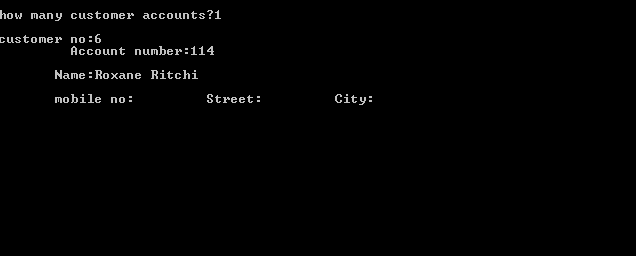 how many customer accounts?1
customer no:6
Account number:114
Name:Roxane Ritchi
mobile no: Street: City: